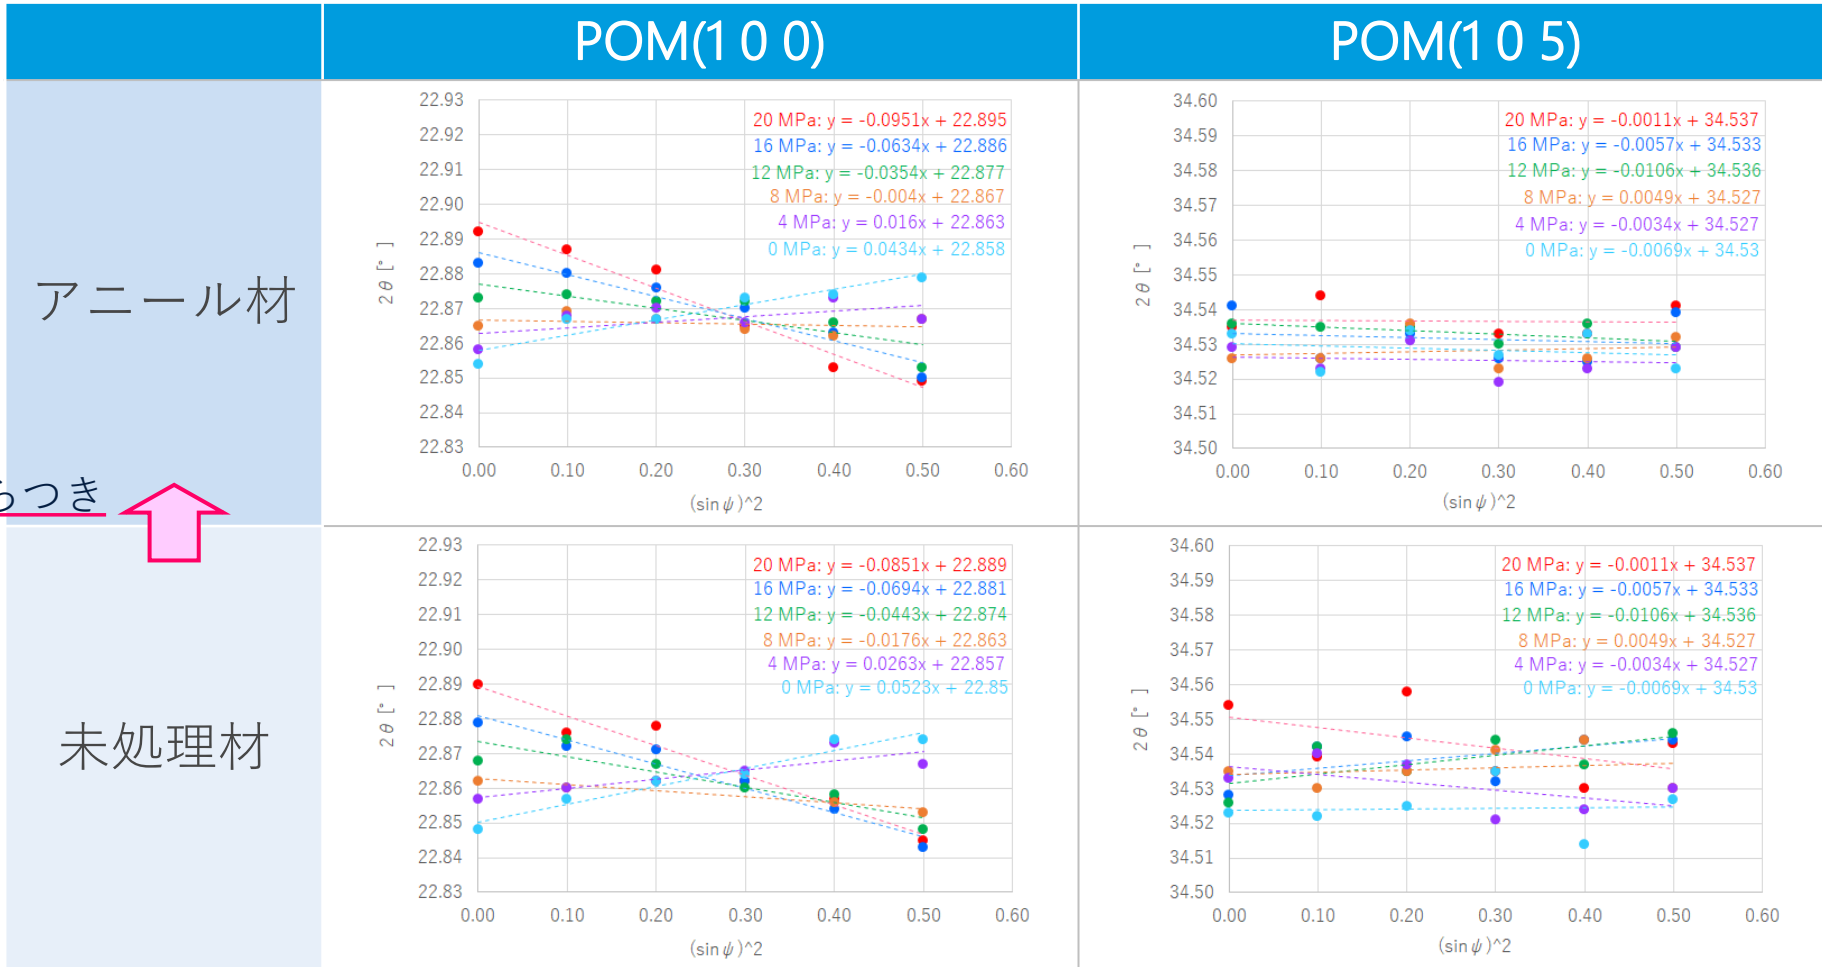 POM(1 0 0)
POM(1 0 5)
アニール材
22.93
22.92
22.91
22.90
22.89
22.88
22.87
22.86
22.85
22.84
22.83
2θ [° ]
20 MPa: y = -0.0951x + 22.895
16 MPa: y = -0.0634x + 22.886
12 MPa: y = -0.0354x + 22.877
8 MPa: y = -0.004x + 22.867
4 MPa: y = 0.016x + 22.863
0 MPa: y = 0.0434x + 22.858
0.00 0.10 0.20 0.30 0.40 0.50 0.60
(sinψ)^2
34.60
34.59
34.58
34.57
34.56
34.55
34.54
34.53
34.52
34.51
34.50
2θ [° ]
20 MPa: y = -0.0011x + 34.537
16 MPa: y = -0.0057x + 34.533
12 MPa: y = -0.0106x + 34.536
8 MPa: y = 0.0049x + 34.527
4 MPa: y = -0.0034x + 34.527
0 MPa: y = -0.0069x + 34.53
0.00 0.10 0.20 0.30 0.40 0.50 0.60
(sinψ)^2
らつき
未処理材
22.93
22.92
22.91
22.90
22.89
22.88
22.87
22.86
22.85
22.84
22.83
2θ [° ]
20 MPa: y = -0.0851x + 22.889
16 MPa: y = -0.0694x + 22.881
12 MPa: y = -0.0443x + 22.874
8 MPa: y = -0.0176x + 22.863
4 MPa: y = 0.0263x + 22.857
0 MPa: y = 0.0523x + 22.85
0.00 0.10 0.20 0.30 0.40 0.50 0.60
(sinψ)^2
34.60
34.59
34.58
34.57
34.56
34.55
34.54
34.53
34.52
34.51
34.50
2θ [° ]
20 MPa: y = -0.0011x + 34.537
16 MPa: y = -0.0057x + 34.533
12 MPa: y = -0.0106x + 34.536
8 MPa: y = 0.0049x + 34.527
4 MPa: y = -0.0034x + 34.527
0 MPa: y = -0.0069x + 34.53
0.00 0.10 0.20 0.30 0.40 0.50 0.60
(sinψ)^2